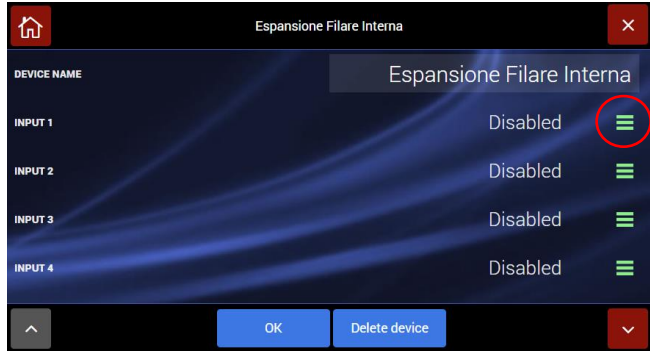 Espansione Filare Interna
DEVICE NAME Espansione Filare Interna
INPUT 1 Disabled
INPUT 2 Disabled
INPUT 3 Disabled
INPUT 4 Disabled
OK Delete device